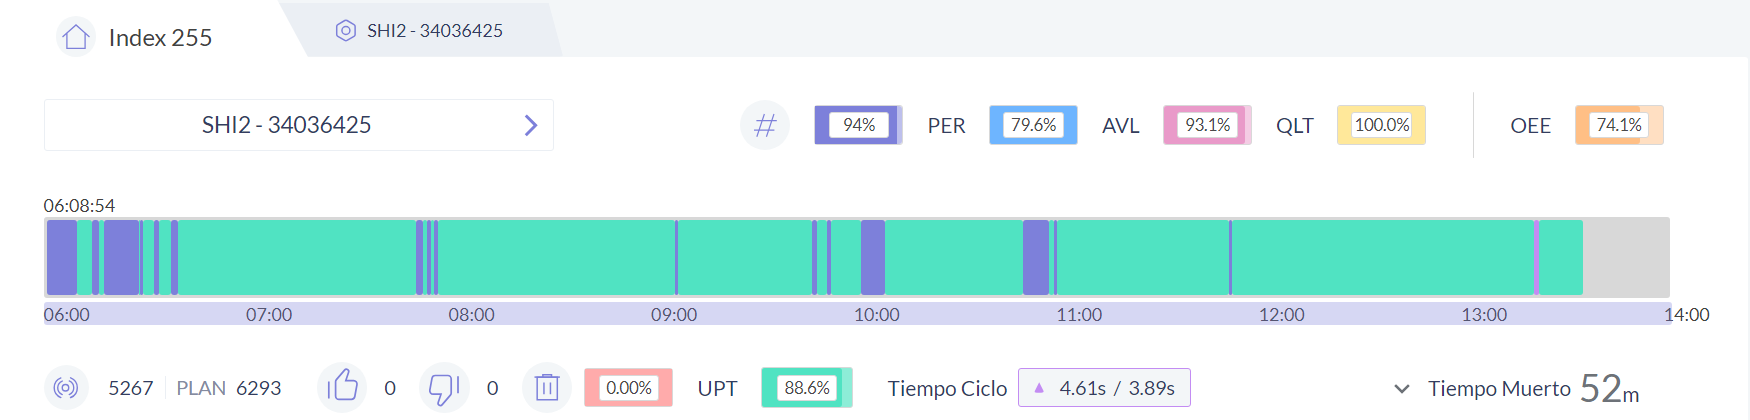 Index 255
SHI2 - 34036425
SHI2 - 34036425
94% PER 79.6% AVL 93.1% QLT 100.0% OEE 74.1%
06:08:54
06:00 07:00 08:00 09:00 10:00 11:00 12:00 13:00 14:00
5267 PLAN 6293 0 0 0.00% UPT 88.6% Tiempo Ciclo 4.61s / 3.89s Tiempo Muerto 52m